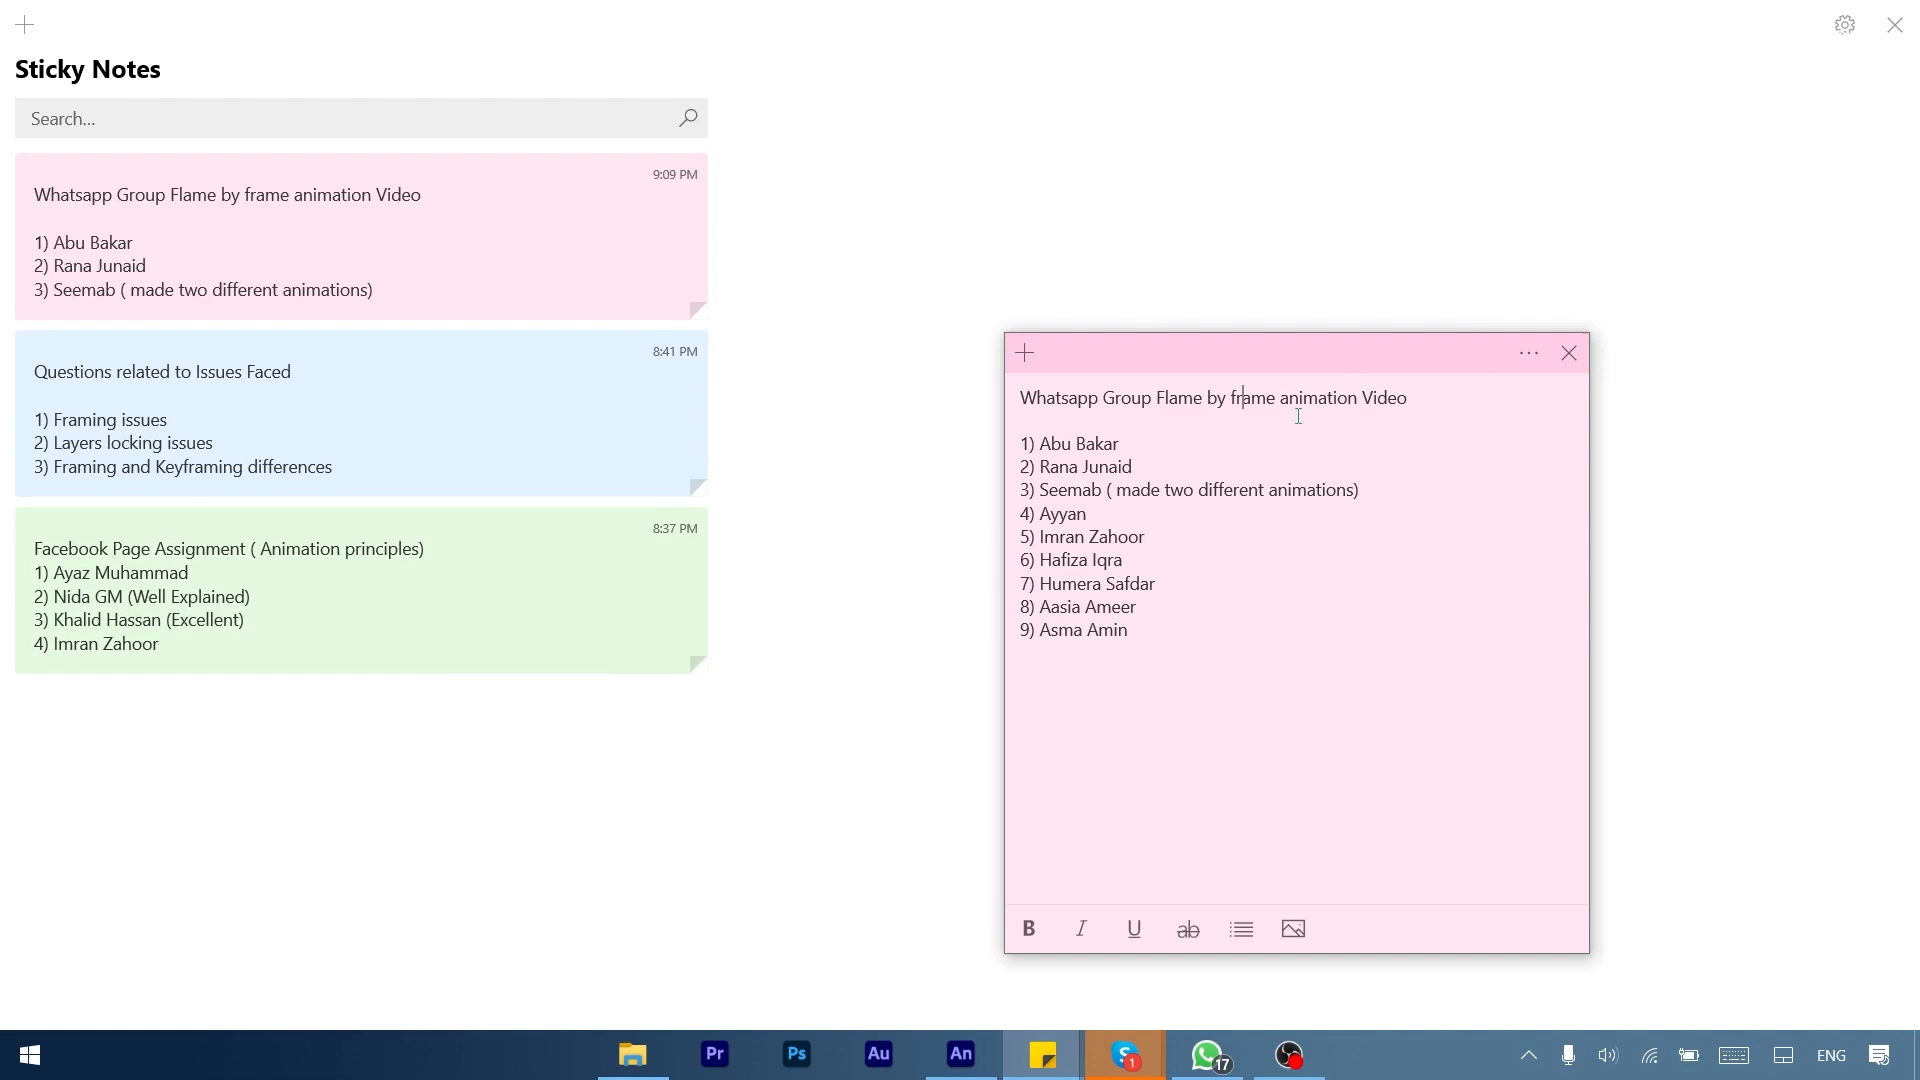 Sticky Notes
Search...
9:09 PM
Whatsapp Group Flame by frame animation Video
1) Abu Bakar
2) Rana Junaid
3) Seemab ( made two different animations)
8:41 PM
Questions related to Issues Faced
1) Framing issues
2) Layers locking issues
3) Framing and Keyframing differences
8:37 PM
Facebook Page Assignment ( Animation principles)
1) Ayaz Muhammad
2) Nida GM (Well Explained)
3) Khalid Hassan (Excellent)
4) Imran Zahoor
Whatsapp Group Flame by frame animation Video
1) Abu Bakar
2) Rana Junaid
3) Seemab ( made two different animations)
4) Ayyan
5) Imran Zahoor
6) Hafiza Iqra
7) Humera Safdar
8) Aasia Ameer
9) Asma Amin
B I U ab
Pr Ps Au An S 1 17 ENG